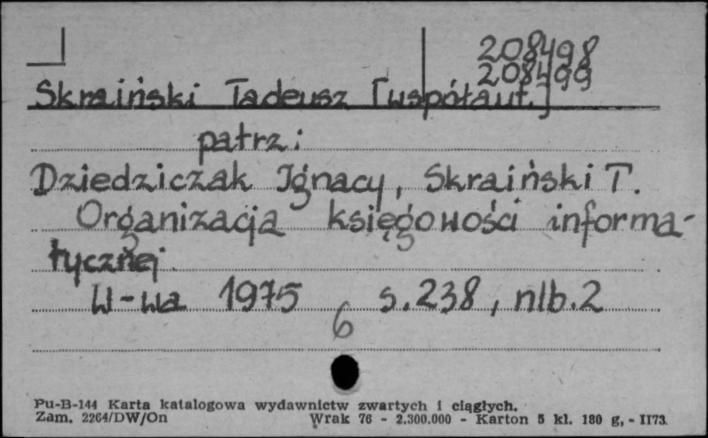 208498
208499
Skraiński Tadeusz [współaut.]
patrz:
Dziedziczak Ignacy, Skraiński T.
Organizacja księgowości informa-
tycznej.
W-wa 1975 s. 238, nlb. 2
6
Pu-B-144 Karta katalogowa wydawnictw zwartych i ciągłych.
Zam. 2264/DW/On Wrak 76 - 2.300.000 - Karton 5 kl. 180 g, - II73.